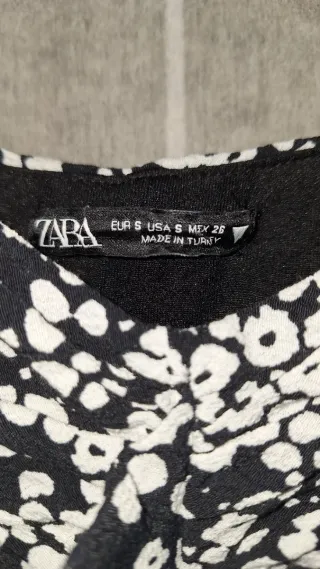 ZARA
EUR S USA S MEX 26
MADE IN TURKEY